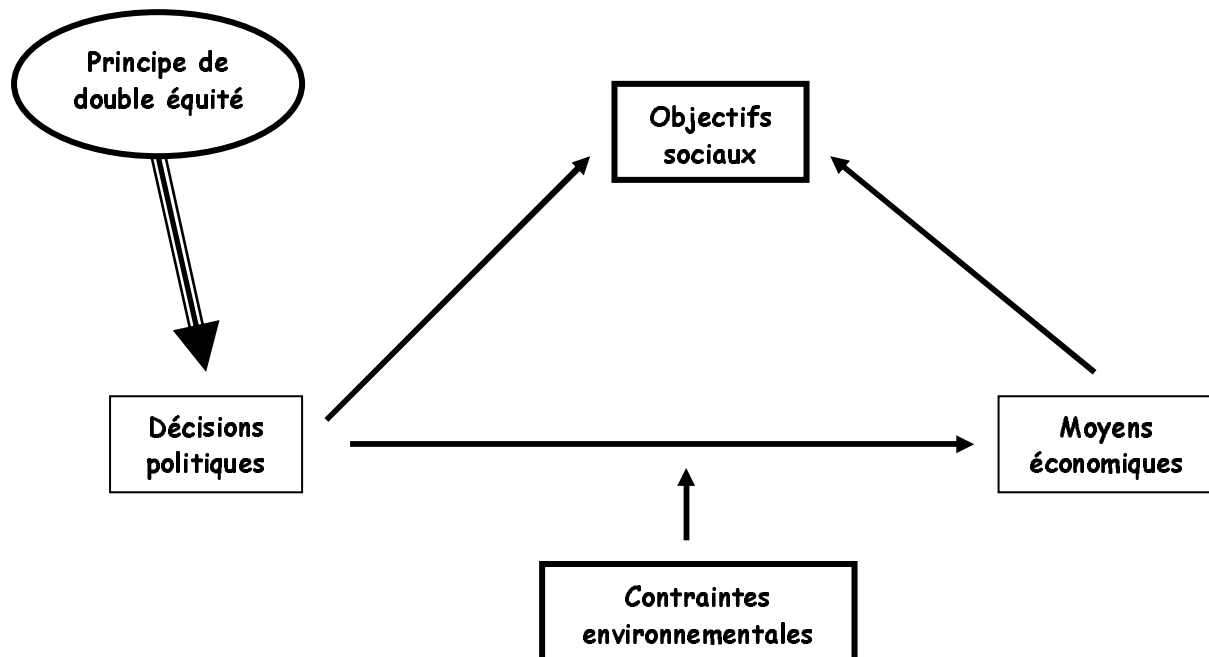 Principe de
double équité
Objectifs
sociaux
Décisions
politiques
Moyens
économiques
Contraintes
environnementales